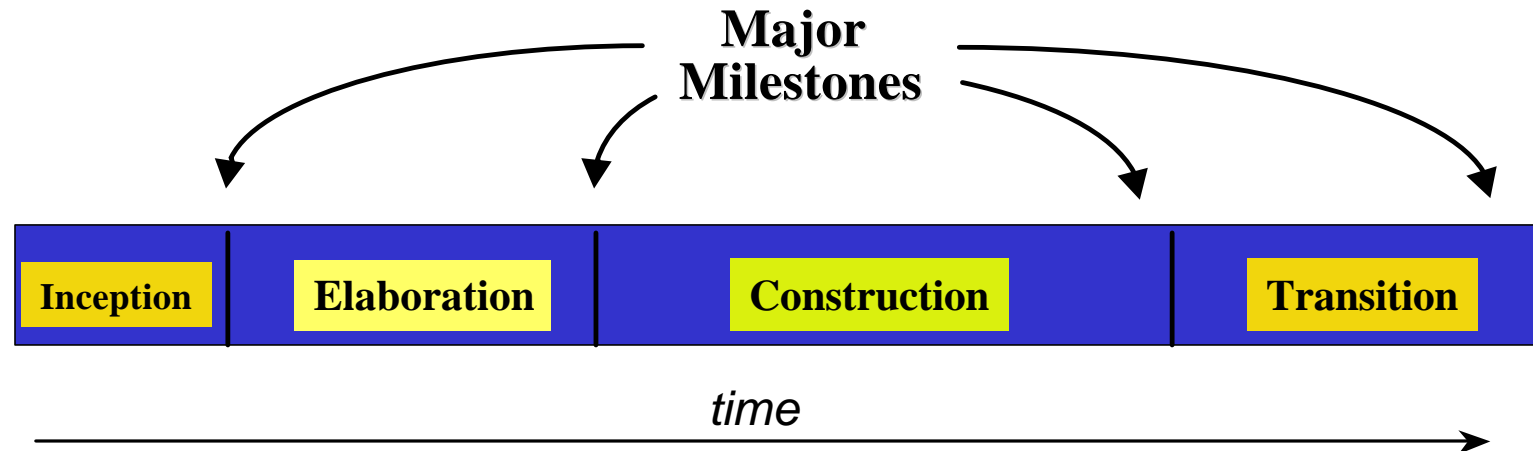 Major
Milestones
Inception
Elaboration
Construction
Transition
time